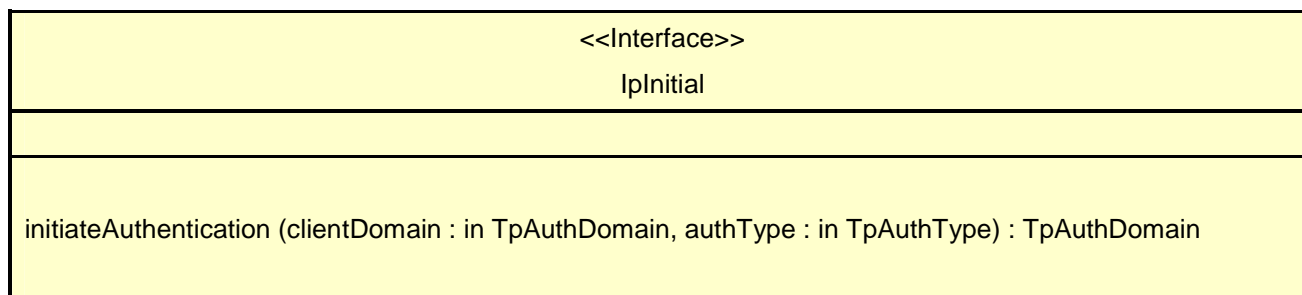 <<Interface>>
IpInitial
initiateAuthentication (clientDomain : in TpAuthDomain, authType : in TpAuthType) : TpAuthDomain